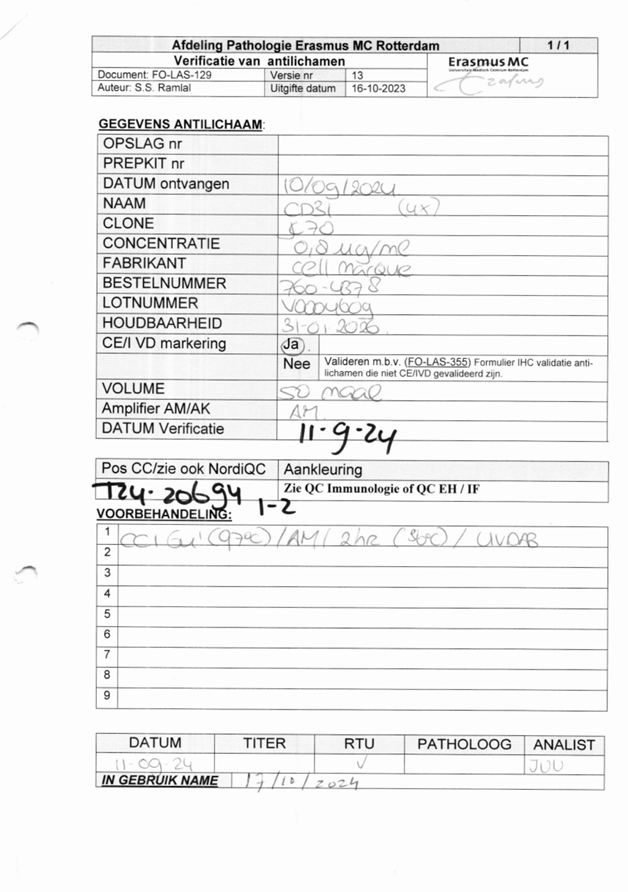 Afdeling Pathologie Erasmus MC Rotterdam 1 / 1
Verificatie van antilichamen
Erasmus MC
Universitair Medisch Centrum Rotterdam
Erasmus
Document: FO-LAS-129 Versie nr 13
Auteur: S.S. Ramlal Uitgifte datum 16-10-2023
GEGEVENS ANTILICHAAM:
OPSLAG nr
PREPKIT nr
DATUM ontvangen 10/09/2024
NAAM CD31 (4x)
CLONE
CONCENTRATIE 0,8 ug/ml
FABRIKANT Cell Marque
BESTELNUMMER 760-4378
LOTNUMMER V0004609
HOUDBAARHEID 31-01 2026
CE/I VD markering Ja
Nee Valideren m.b.v. (FO-LAS-355) Formulier IHC validatie anti-
lichamen die niet CE/IVD gevalideerd zijn.
VOLUME 50 maal
Amplifier AM/AK AM
DATUM Verificatie 11-9-24
Pos CC/zie ook NordiQC Aankleuring
T24-20694 1-2 Zie QC Immunologie of QC EH / IF
VOORBEHANDELING:
1 CC1 64' (97°C) / AM / 2hr (36°C) / UVDAB
2
3
4
5
6
7
8
9
DATUM TITER RTU PATHOLOOG ANALIST
11-09-24 √ JUU
IN GEBRUIK NAME 17/10/2024